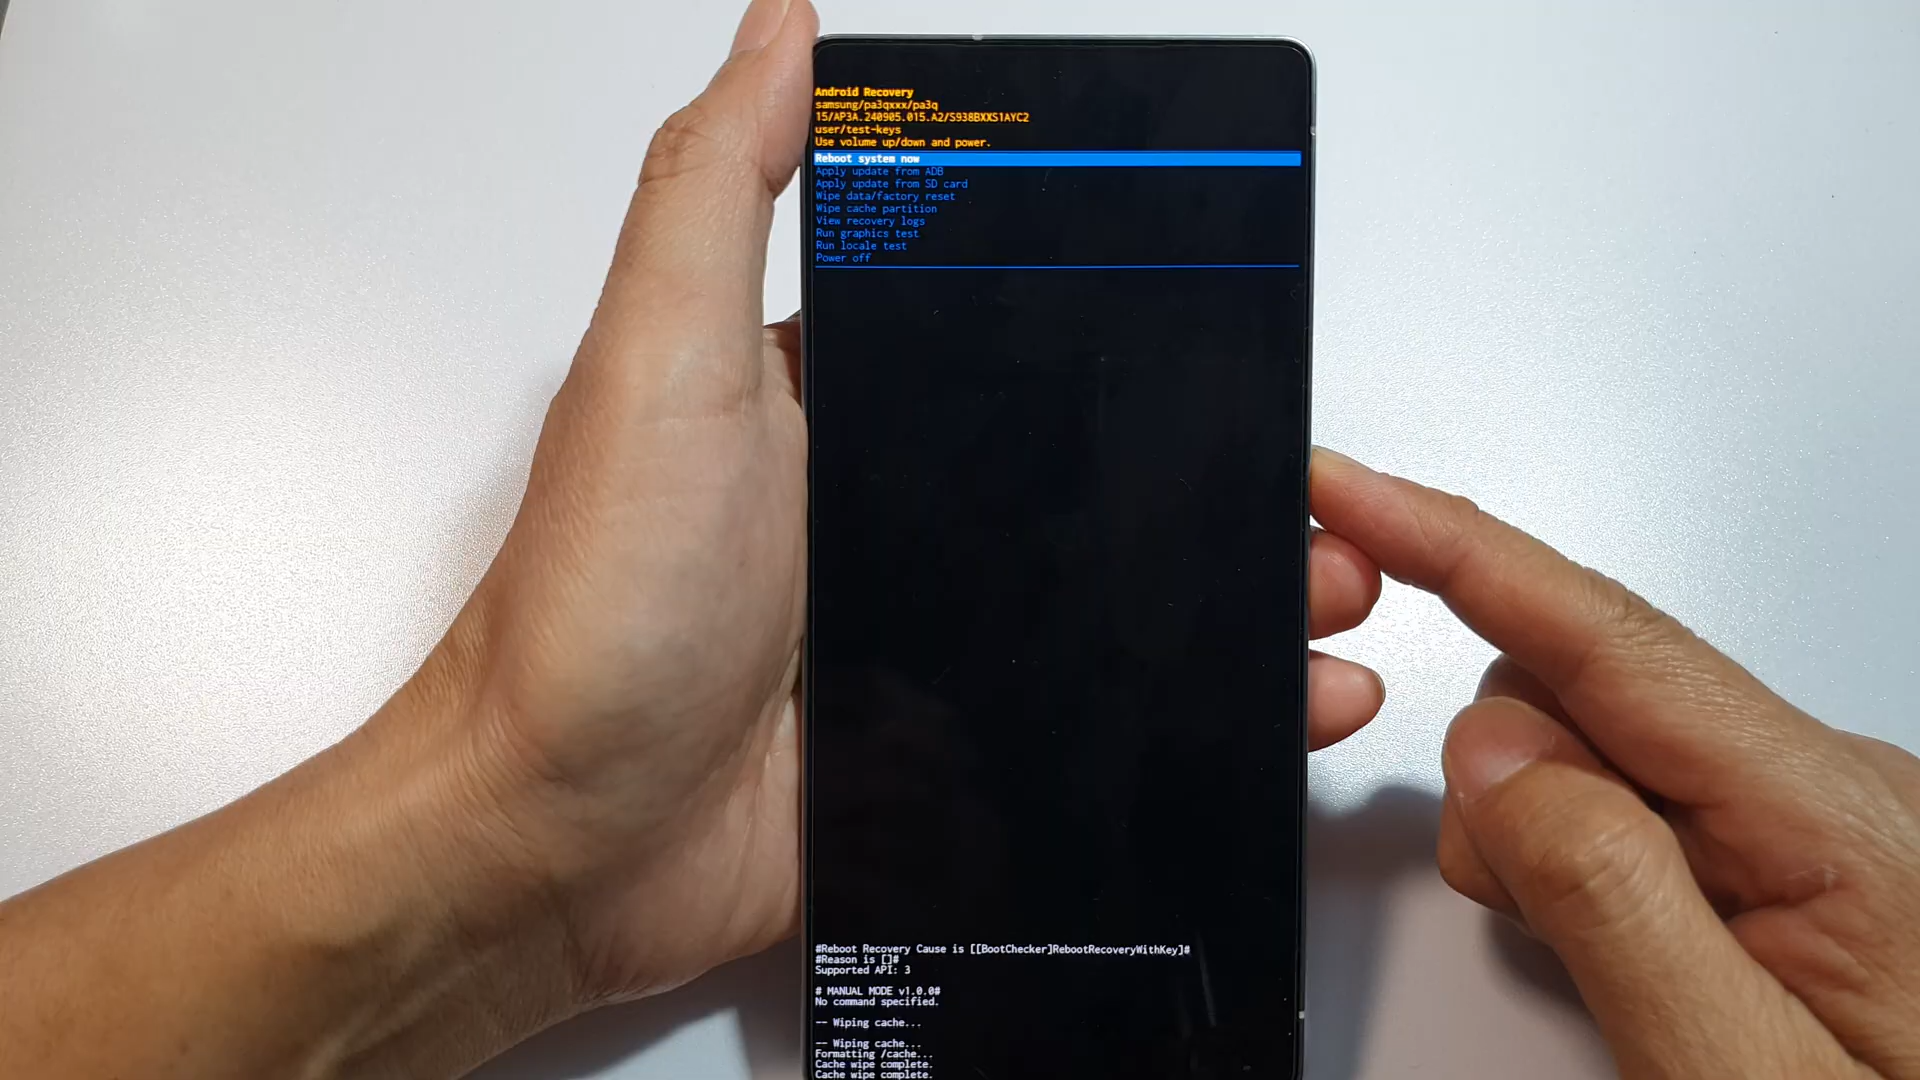 Android Recovery
samsung/pa3qxxx/pa3q
15/AP3A.240905.015.A2/S938BXXS1AYC2
user/test-keys
Use volume up/down and power.
Reboot system now
Apply update from ADB
Apply update from SD card
Wipe data/factory reset
Wipe cache partition
View recovery logs
Run graphics test
Run locale test
Power off
#Reboot Recovery Cause is [[BootChecker]RebootRecoveryWithKey]#
#Reason is []#
Supported API: 3
# MANUAL MODE v1.0.0#
No command specified.
-- Wiping cache...
-- Wiping cache...
Formatting /cache...
Cache wipe complete.
Cache wipe complete.